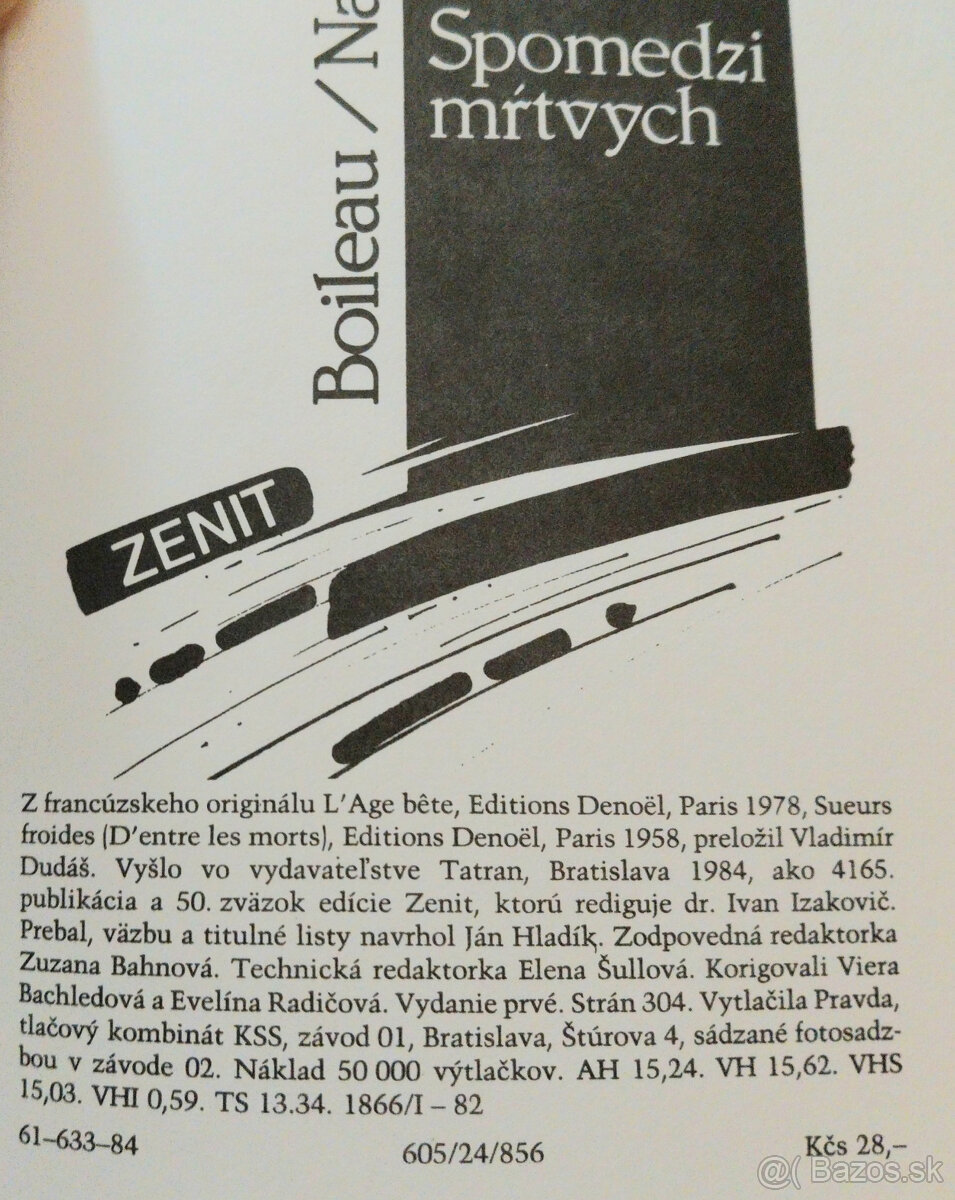 Boileau / Na
Spomedzi
mŕtvych
ZENIT
Z francúzskeho originálu L'Age bête, Editions Denoël, Paris 1978, Sueurs
froides (D'entre les morts), Editions Denoël, Paris 1958, preložil Vladimír
Dudáš. Vyšlo vo vydavateľstve Tatran, Bratislava 1984, ako 4165.
publikácia a 50. zväzok edície Zenit, ktorú rediguje dr. Ivan Izakovič.
Prebal, väzbu a titulné listy navrhol Ján Hladík. Zodpovedná redaktorka
Zuzana Bahnová. Technická redaktorka Elena Šullová. Korigovali Viera
Bachledová a Evelína Radičová. Vydanie prvé. Strán 304. Vytlačila Pravda,
tlačový kombinát KSS, závod 01, Bratislava, Štúrova 4, sádzané fotosadz-
bou v závode 02. Náklad 50 000 výtlačkov. AH 15,24. VH 15,62. VHS
15,03. VHI 0,59. TS 13.34. 1866/I – 82
61–633–84 605/24/856 Kčs 28,–
@( Bazos.sk